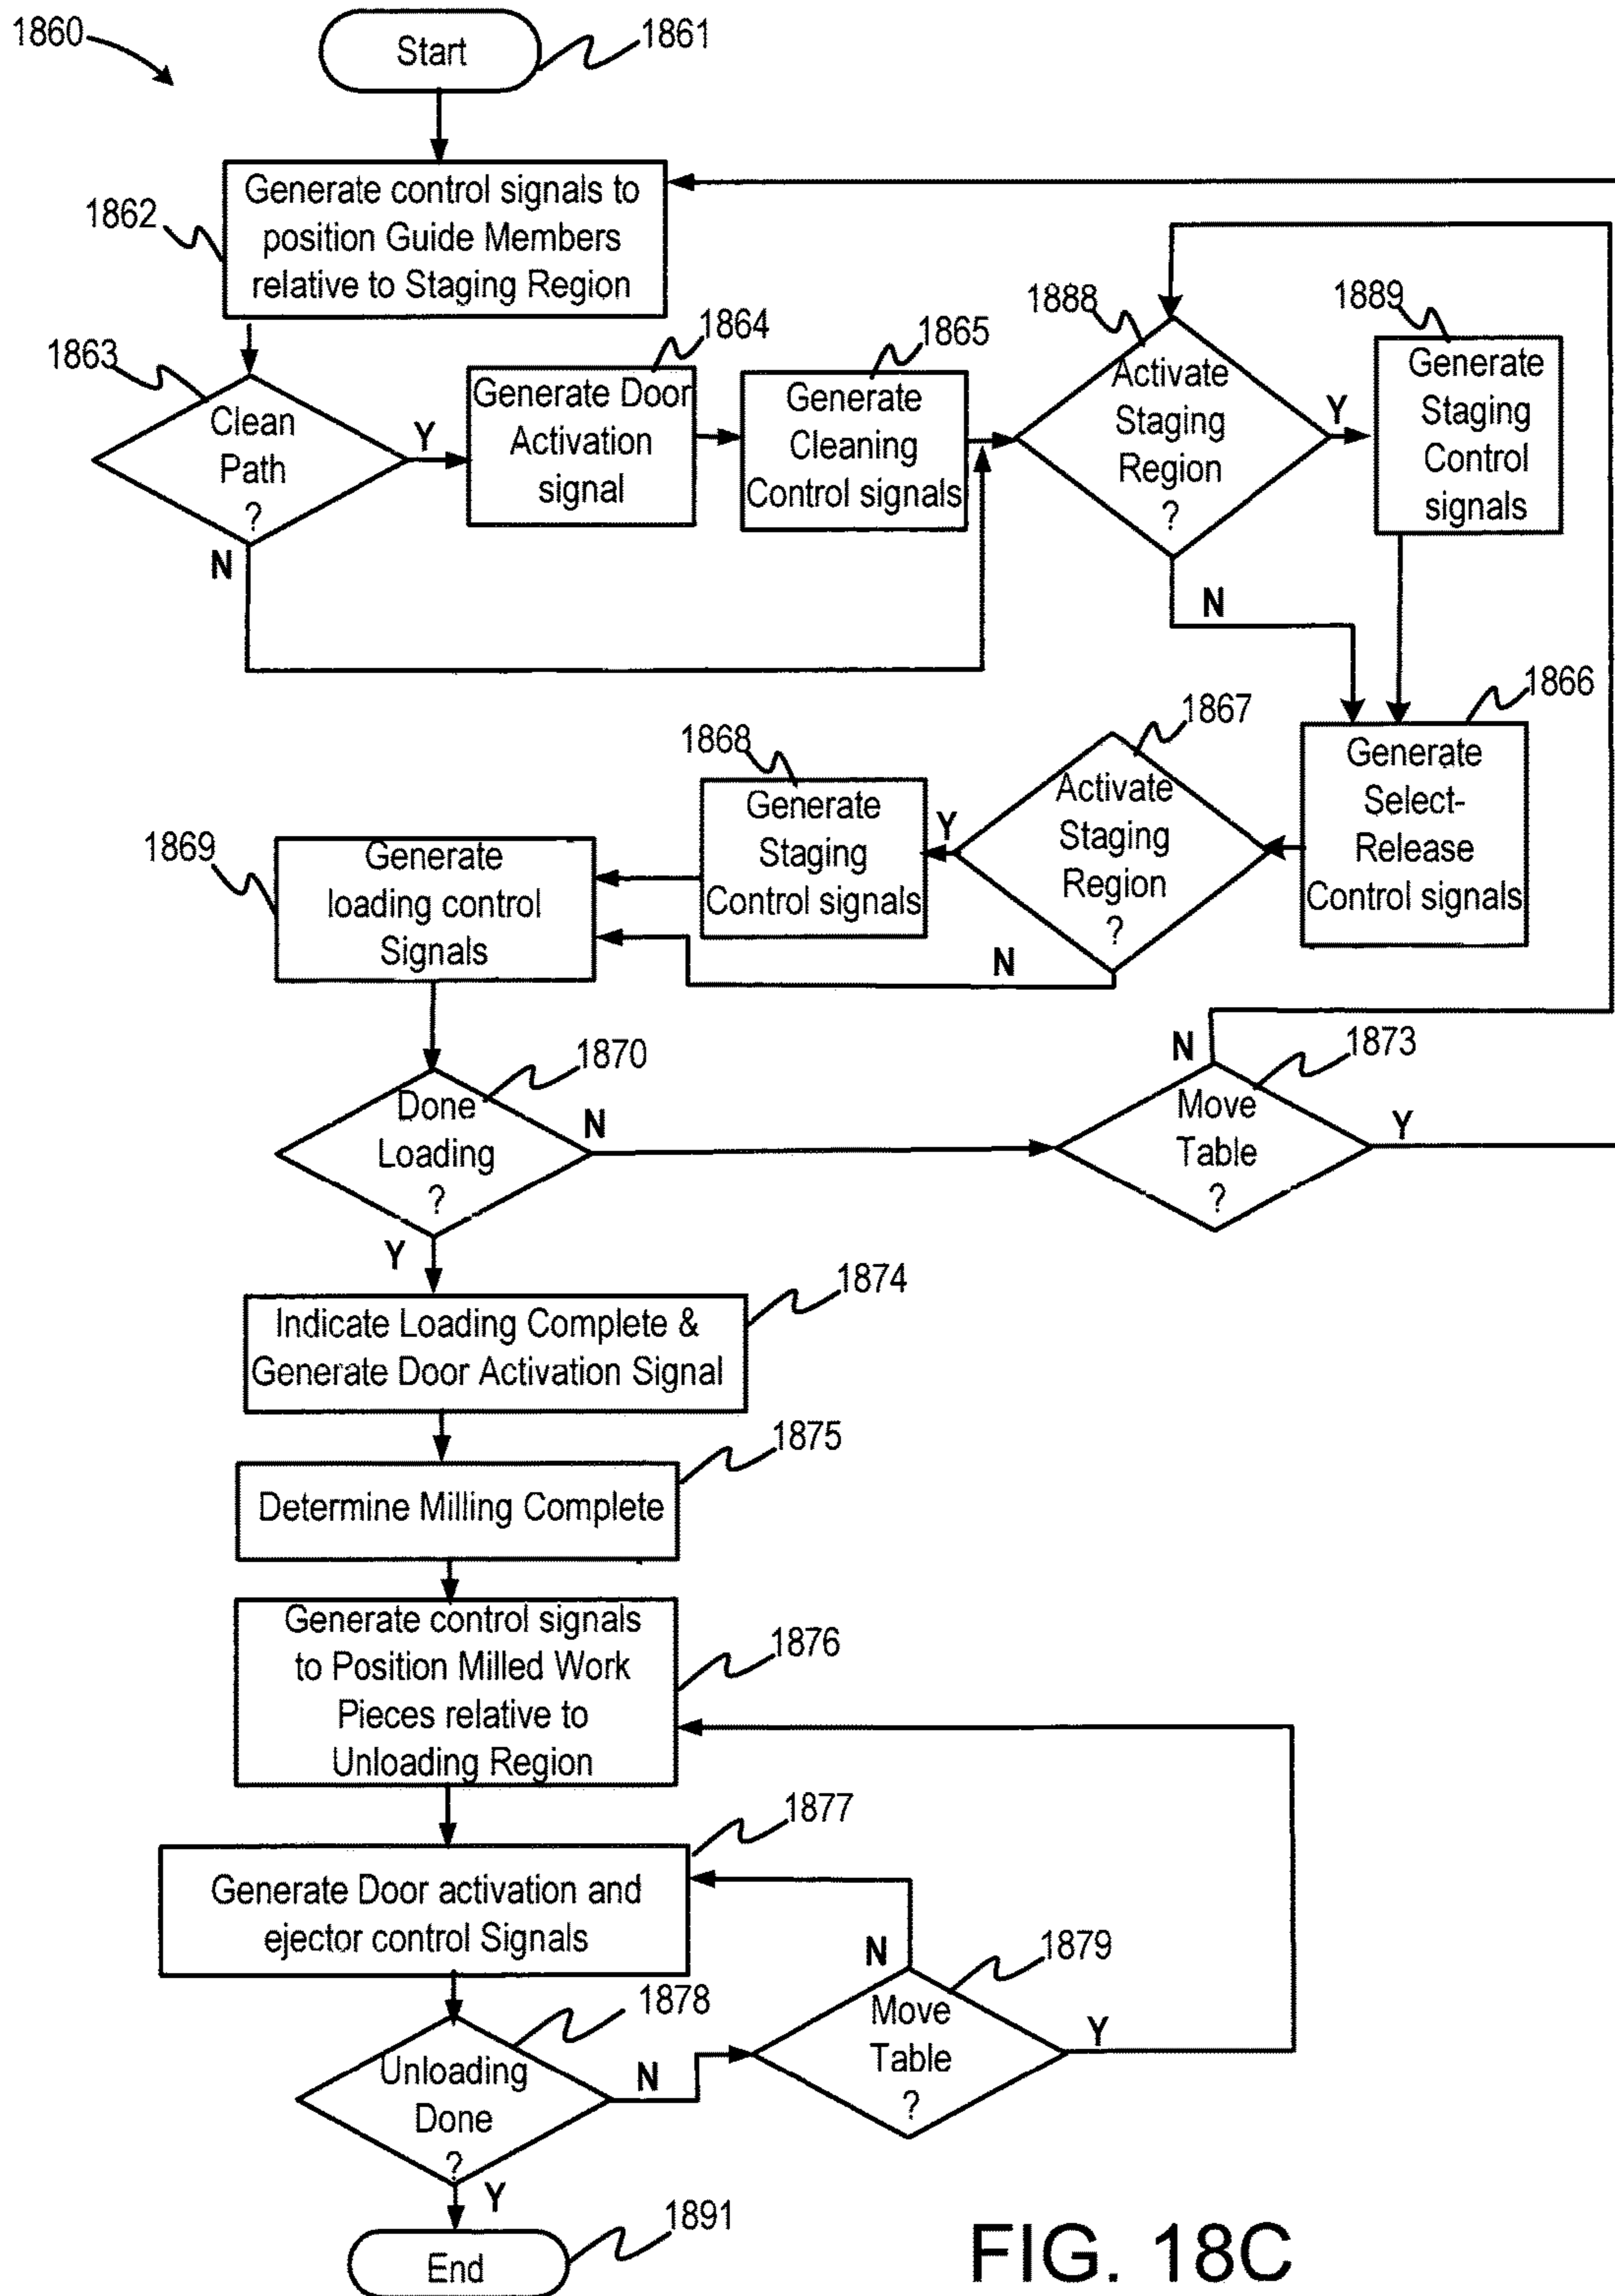 1860
Start
1861
Generate control signals to
position Guide Members
relative to Staging Region
1862
1863
Clean
Path
?
Y
N
1864
Generate Door
Activation
signal
1865
Generate
Cleaning
Control signals
1888
Activate
Staging
Region
?
Y
N
1889
Generate
Staging
Control
signals
1866
Generate
Select-
Release
Control signals
1867
Activate
Staging
Region
?
Y
N
1868
Generate
Staging
Control signals
1869
Generate
loading control
Signals
1870
Done
Loading
?
N
Y
1873
Move
Table
?
N
Y
1874
Indicate Loading Complete &
Generate Door Activation Signal
1875
Determine Milling Complete
1876
Generate control signals
to Position Milled Work
Pieces relative to
Unloading Region
1877
Generate Door activation and
ejector control Signals
1878
Unloading
Done
?
N
Y
1879
Move
Table
?
N
Y
1891
End
FIG. 18C